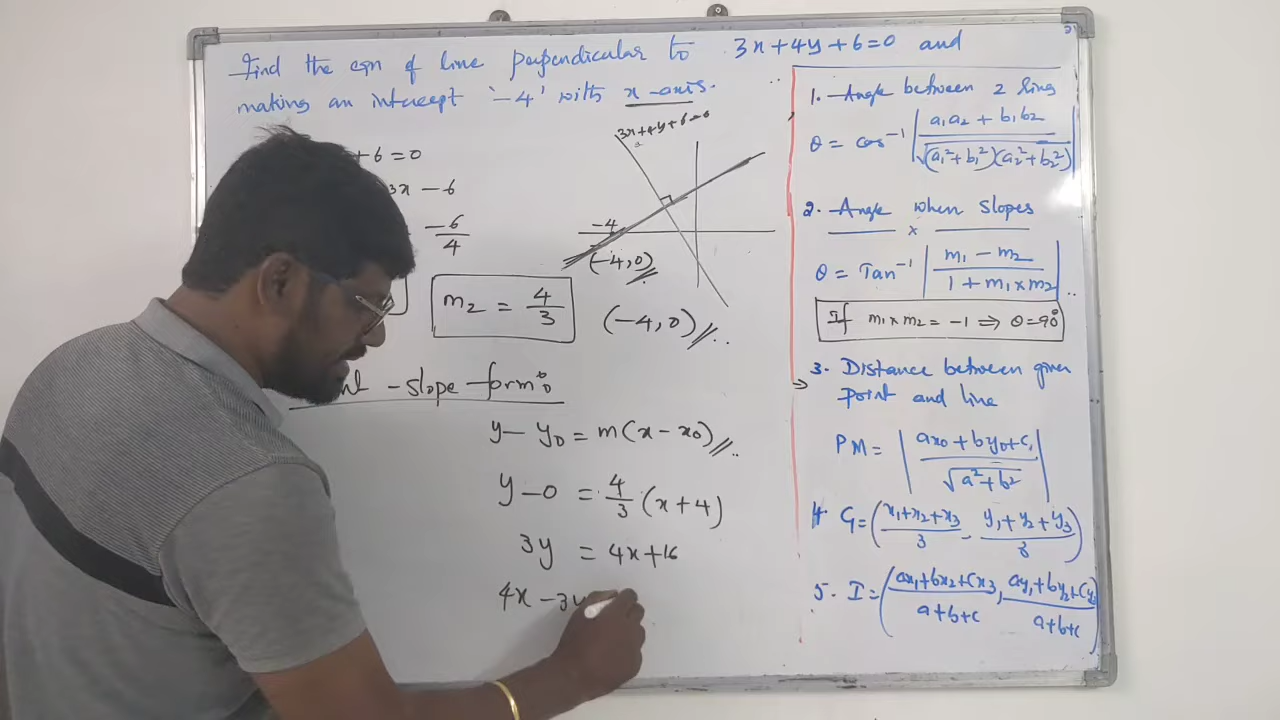 Find the eqn of line perpendicular to 3x+4y+6=0 and
making an intercept '-4' with x-axis.
+6=0
3x - 6
-6/4
m2 = 4/3
3x+4y+6=0
-4
(-4,0)
(-4,0)
-slope-form:
y - y0 = m(x - x0)
y - 0 = 4/3 (x+4)
3y = 4x+16
4x - 3y
1. Angle between 2 lines
θ = cos⁻¹ |a1a2 + b1b2 / √(a1²+b1²)(a2²+b2²)|
2. Angle when slopes
θ = Tan⁻¹ |m1 - m2 / 1 + m1×m2|
If m1×m2 = -1 ⇒ θ=90°
3. Distance between given
point and line
PM = |ax0 + by0 + c, / √a²+b²|
4. G = (x1+x2+x3 / 3, y1+y2+y3 / 3)
5. I = (ax1+bx2+cx3 / a+b+c, ay1+by2+cy3 / a+b+c)